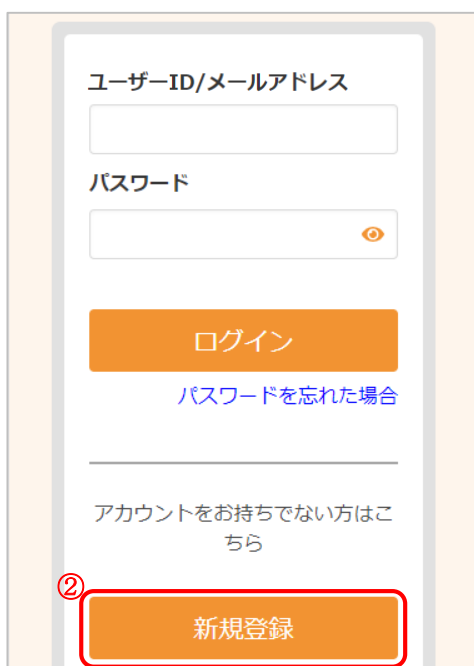 ユーザーID/メールアドレス
パスワード
ログイン
パスワードを忘れた場合
アカウントをお持ちでない方はこ
ちら
②
新規登録